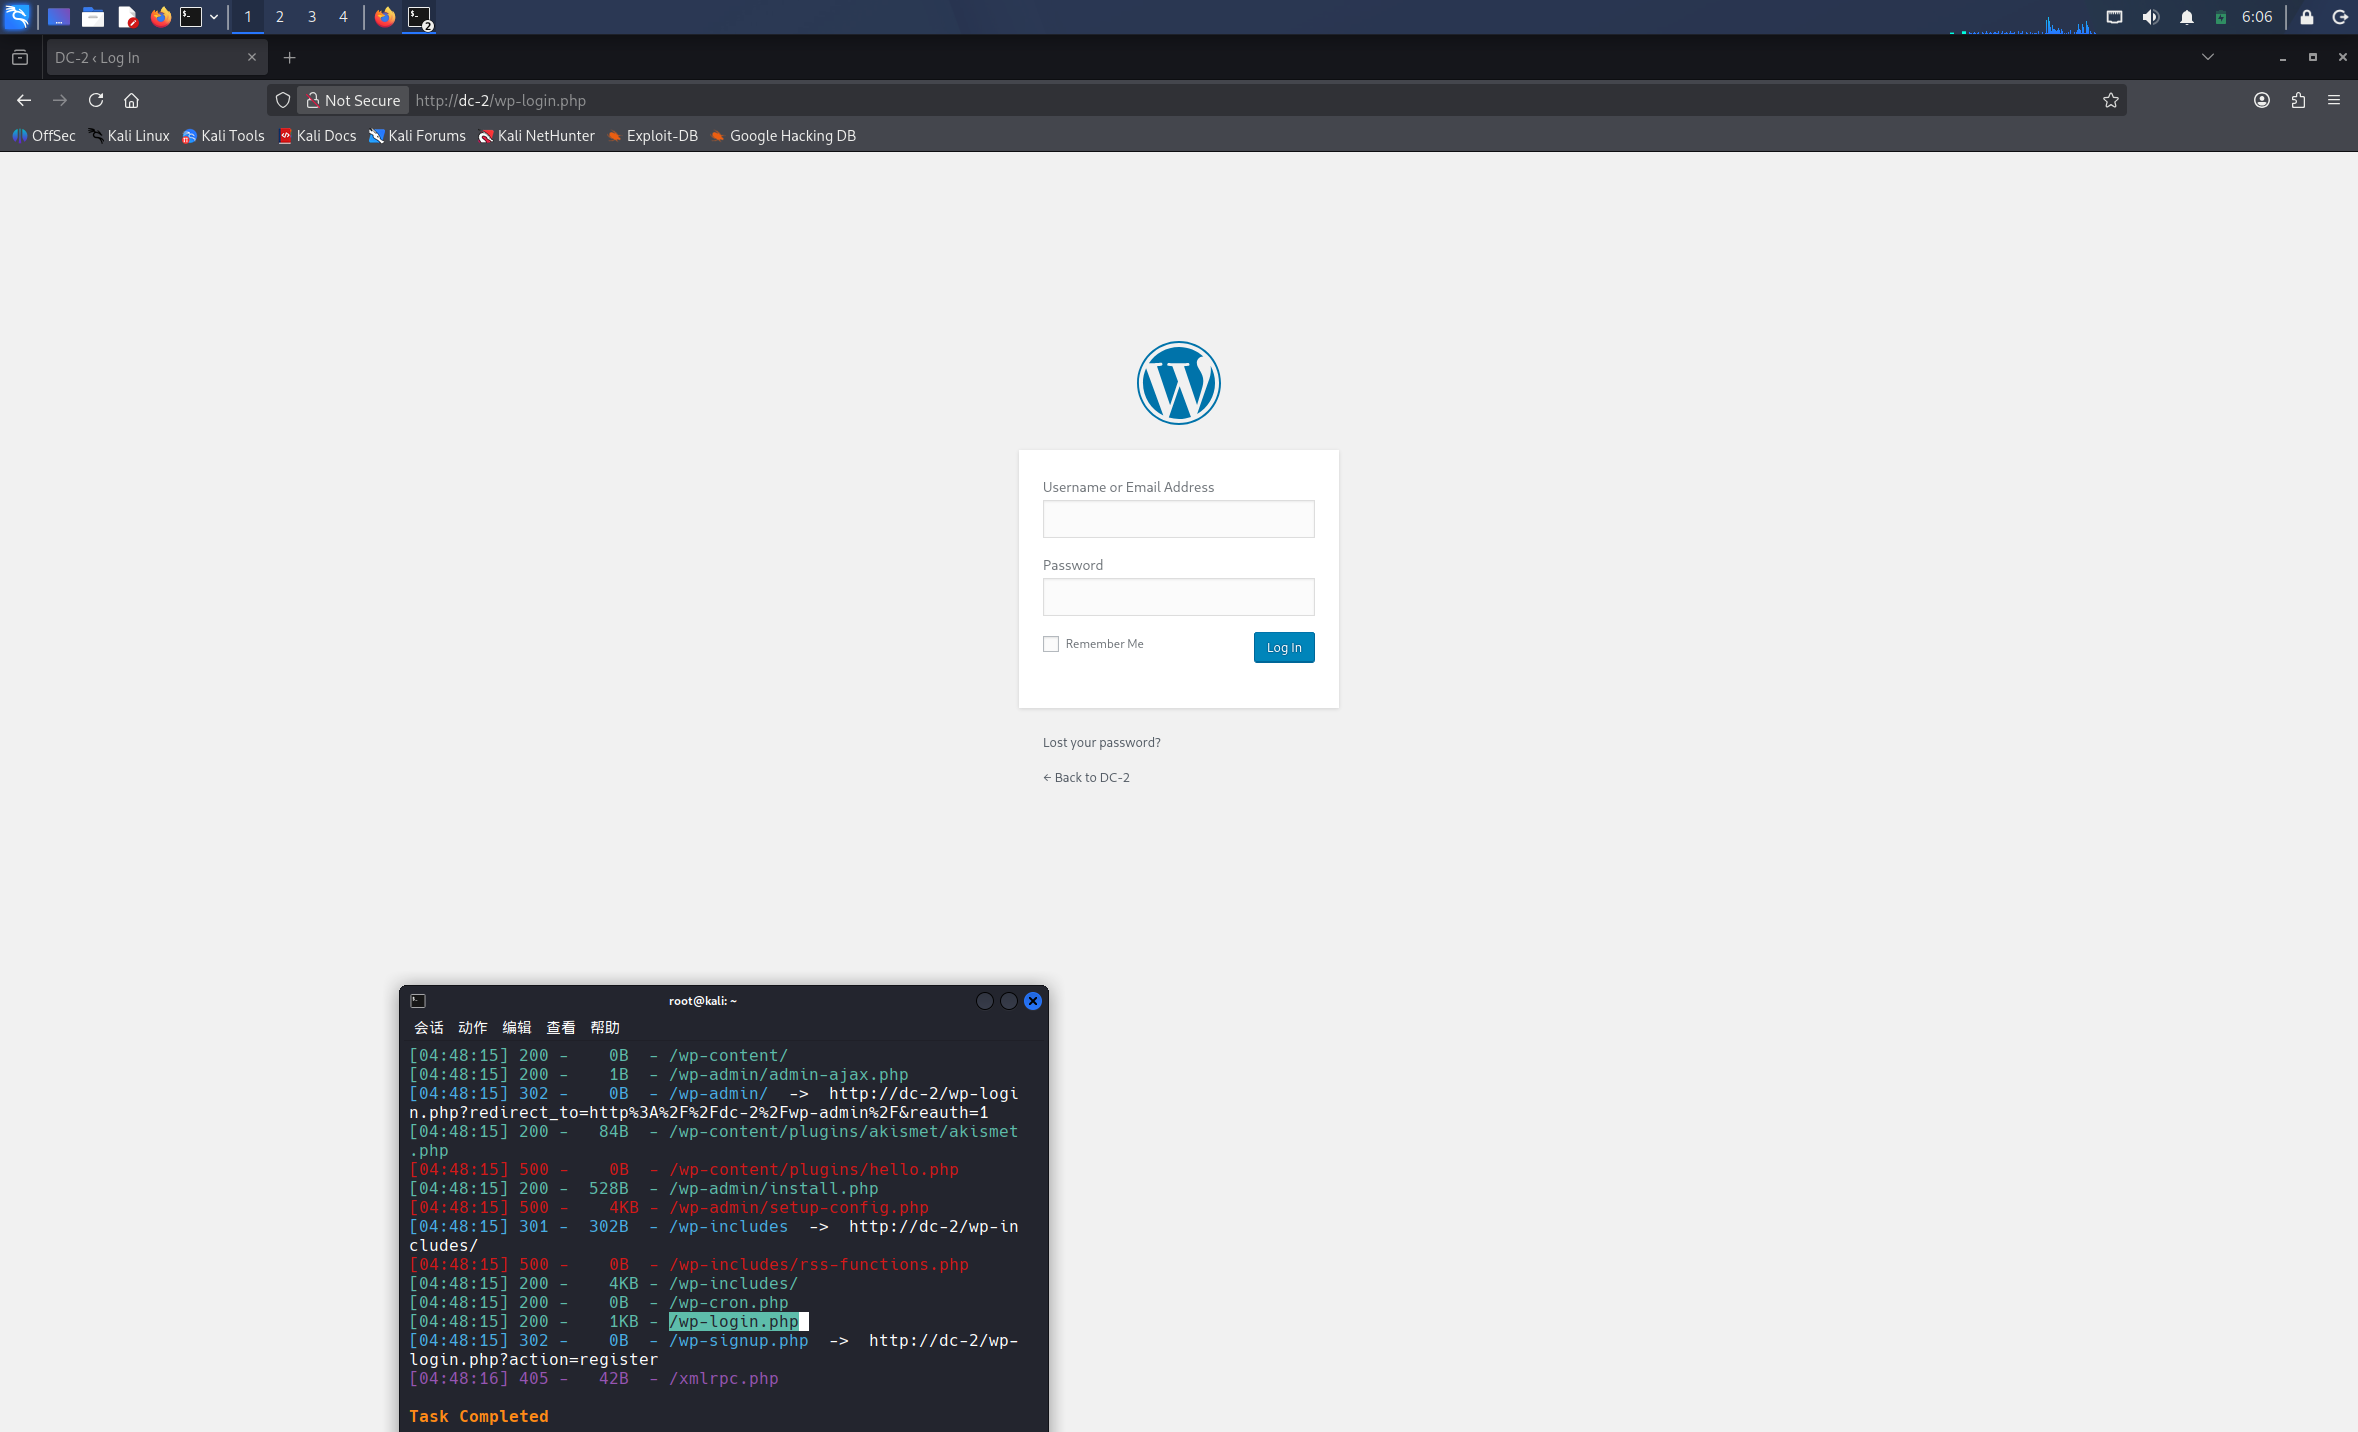 1 2 3 4 2 6:06
DC-2 ‹ Log In
Not Secure http://dc-2/wp-login.php
OffSec Kali Linux Kali Tools Kali Docs Kali Forums Kali NetHunter Exploit-DB Google Hacking DB
Username or Email Address
Password
Remember Me Log In
Lost your password?
← Back to DC-2
root@kali: ~
会话 动作 编辑 查看 帮助
[04:48:15] 200 -    0B  - /wp-content/
[04:48:15] 200 -    1B  - /wp-admin/admin-ajax.php
[04:48:15] 302 -    0B  - /wp-admin/  ->  http://dc-2/wp-logi
n.php?redirect_to=http%3A%2F%2Fdc-2%2Fwp-admin%2F&reauth=1
[04:48:15] 200 -   84B  - /wp-content/plugins/akismet/akismet
.php
[04:48:15] 500 -    0B  - /wp-content/plugins/hello.php
[04:48:15] 200 -  528B  - /wp-admin/install.php
[04:48:15] 500 -    4KB - /wp-admin/setup-config.php
[04:48:15] 301 -  302B  - /wp-includes  ->  http://dc-2/wp-in
cludes/
[04:48:15] 500 -    0B  - /wp-includes/rss-functions.php
[04:48:15] 200 -    4KB - /wp-includes/
[04:48:15] 200 -    0B  - /wp-cron.php
[04:48:15] 200 -    1KB - /wp-login.php
[04:48:15] 302 -    0B  - /wp-signup.php  ->  http://dc-2/wp-
login.php?action=register
[04:48:16] 405 -   42B  - /xmlrpc.php
Task Completed